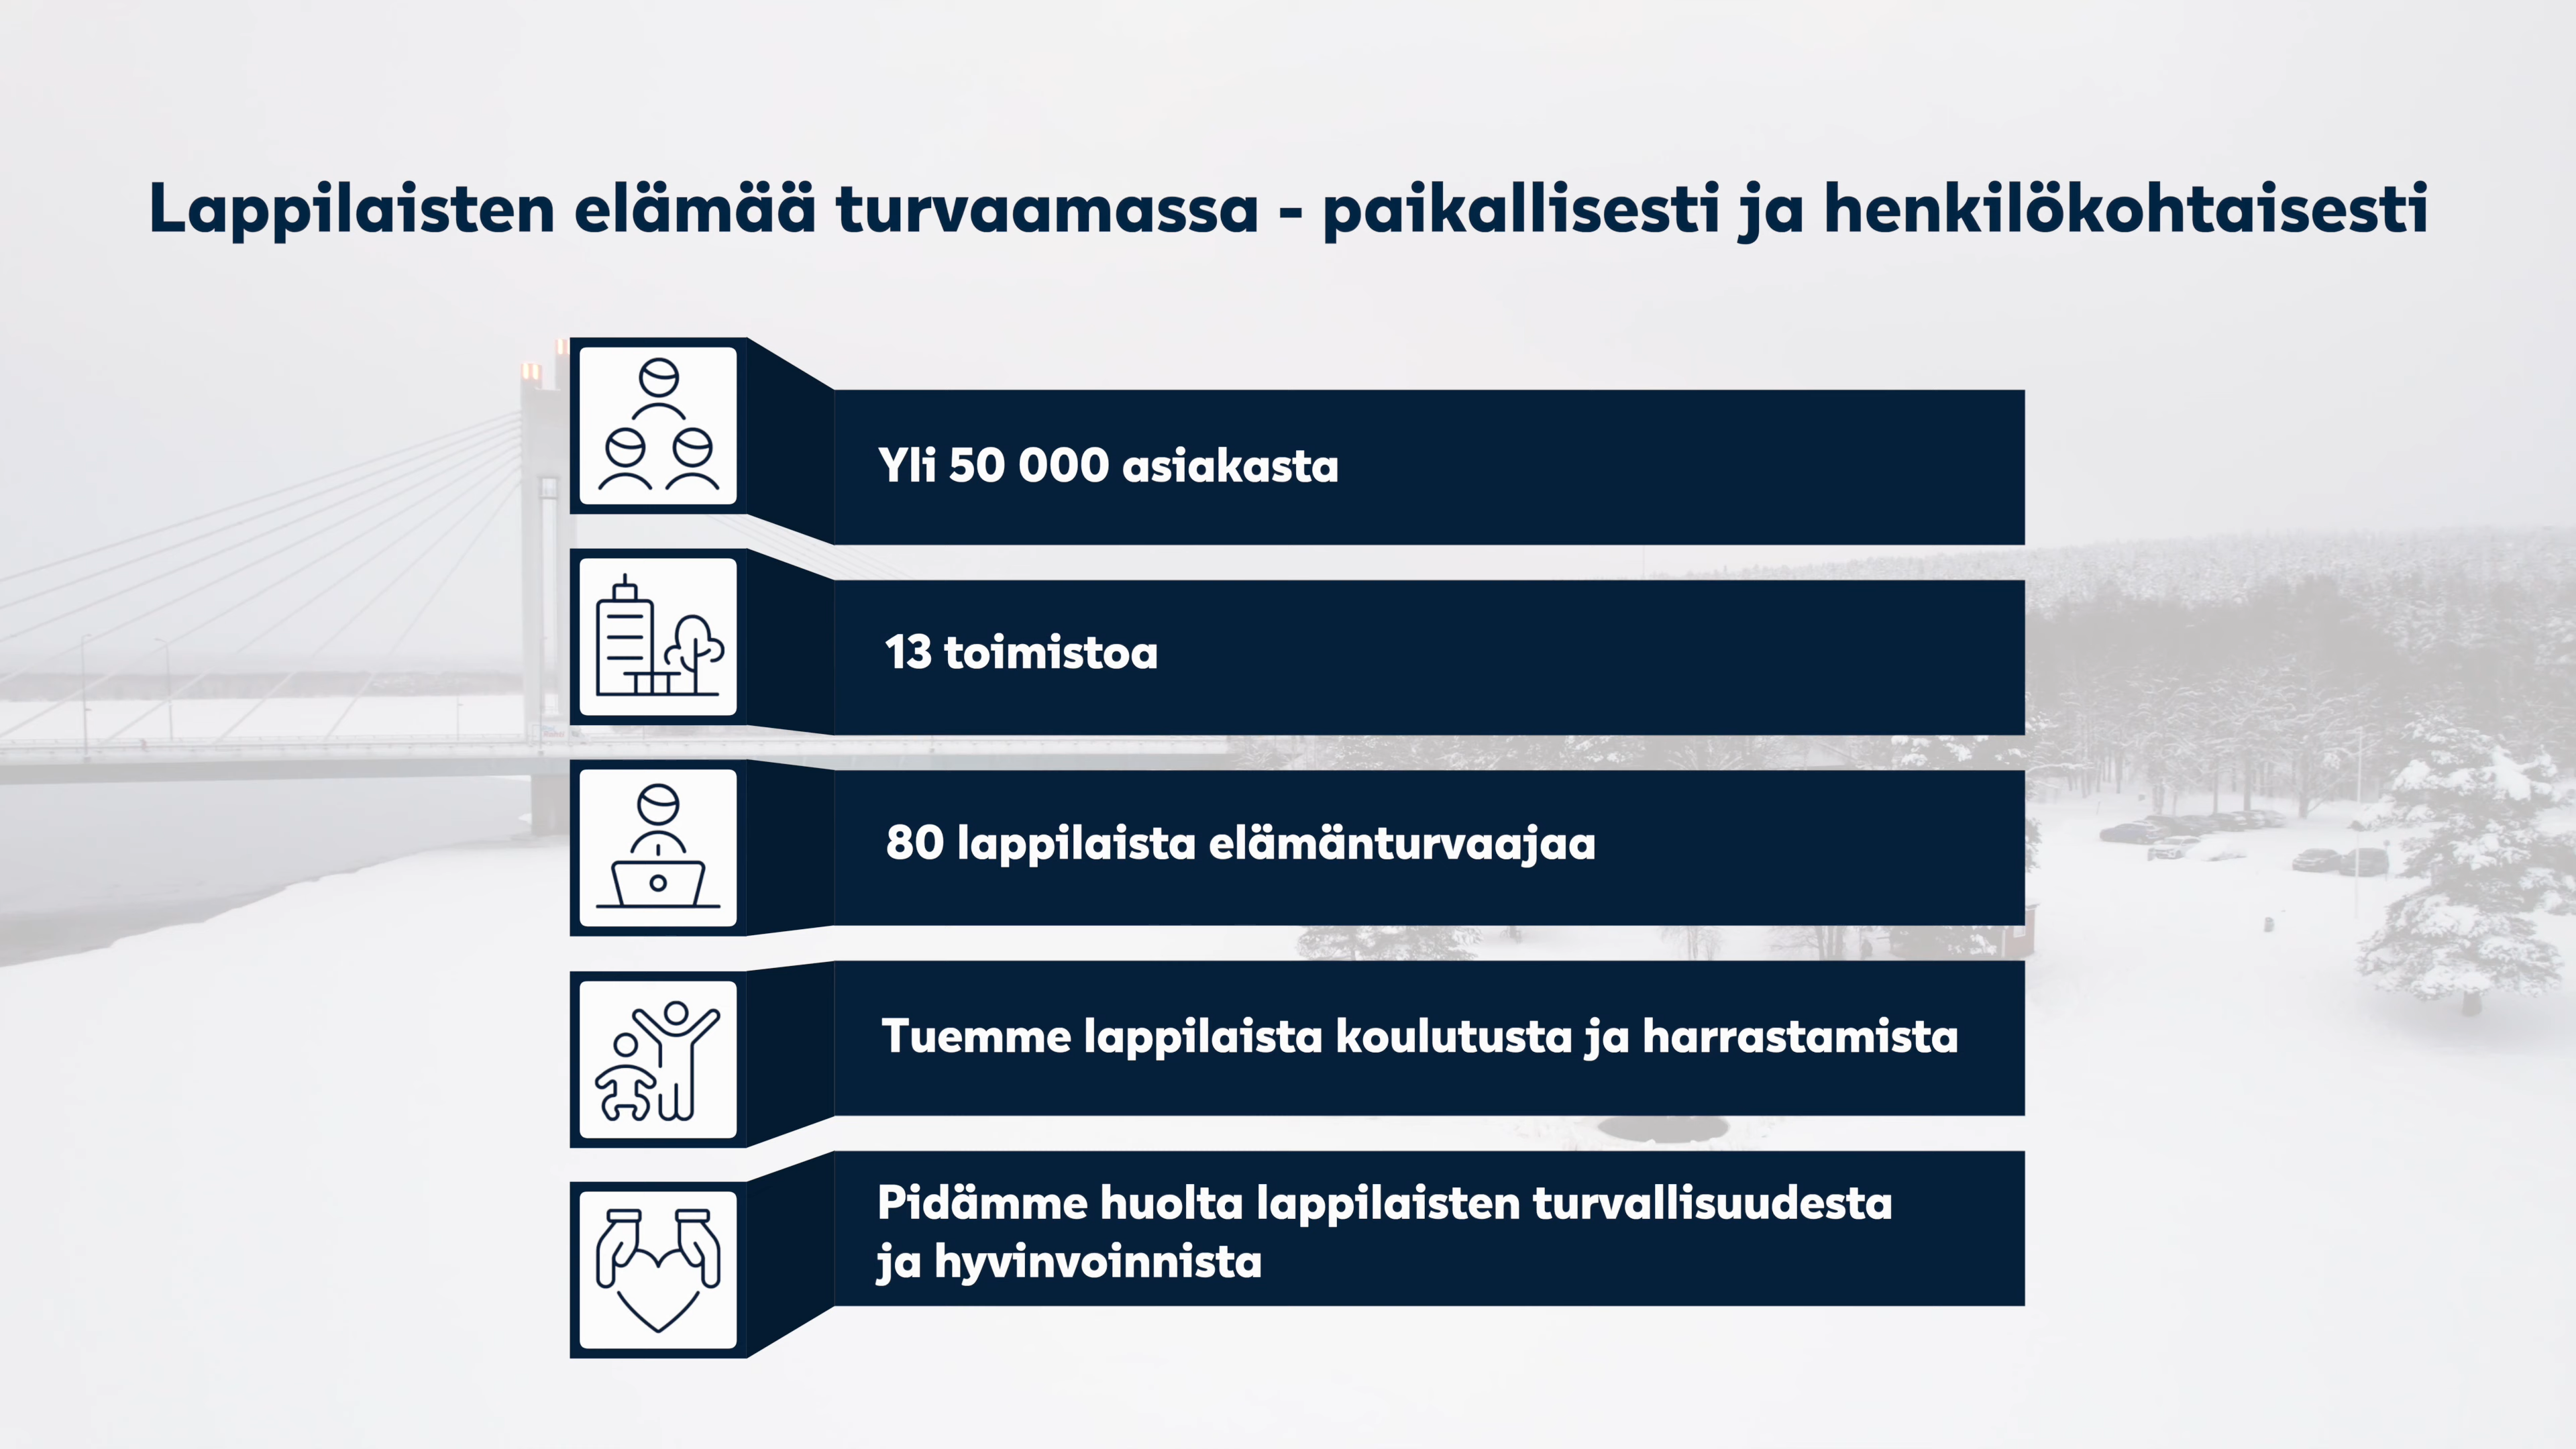 Lappilaisten elämää turvaamassa - paikallisesti ja henkilökohtaisesti
Yli 50 000 asiakasta
13 toimistoa
80 lappilaista elämänturvaajaa
Tuemme lappilaista koulutusta ja harrastamista
Pidämme huolta lappilaisten turvallisuudesta
ja hyvinvoinnista